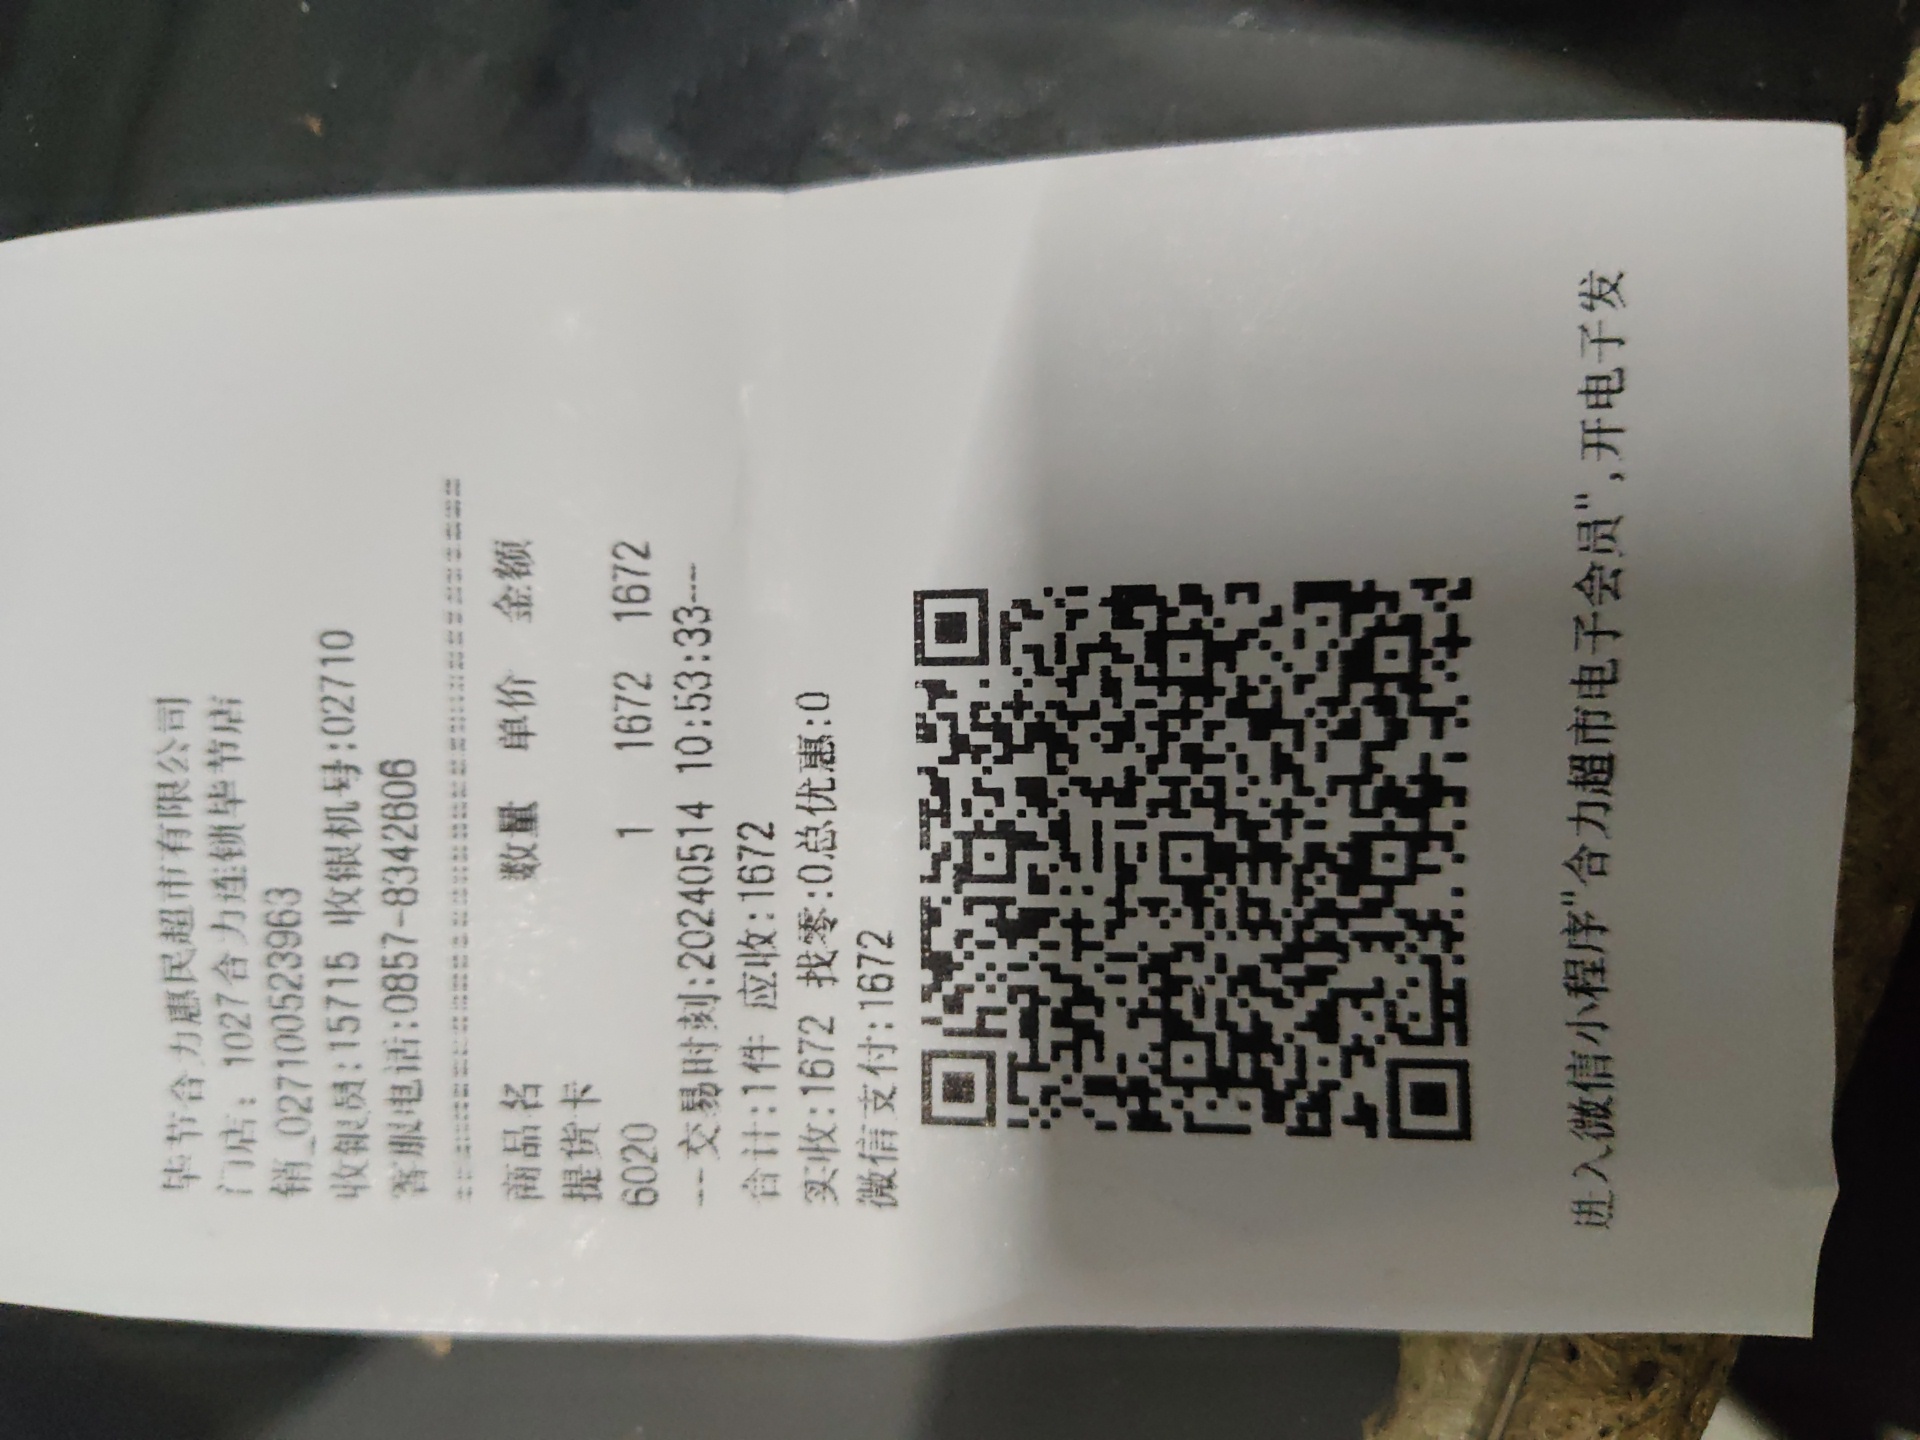 毕节合力惠民超市有限公司
门店：1027合力连锁毕节店
销_0271005239​63
收银员:15715 收银机号:02710
客服电话:0857-8342606
================================
商品名 数量 单价 金额
提货卡
6020 1 1672 1672
--交易时刻:20240514 10:53:33---
合计:1件 应收:1672
实收:1672 找零:0总优惠:0
微信支付:1672
进入微信小程序"合力超市电子会员",开电子发